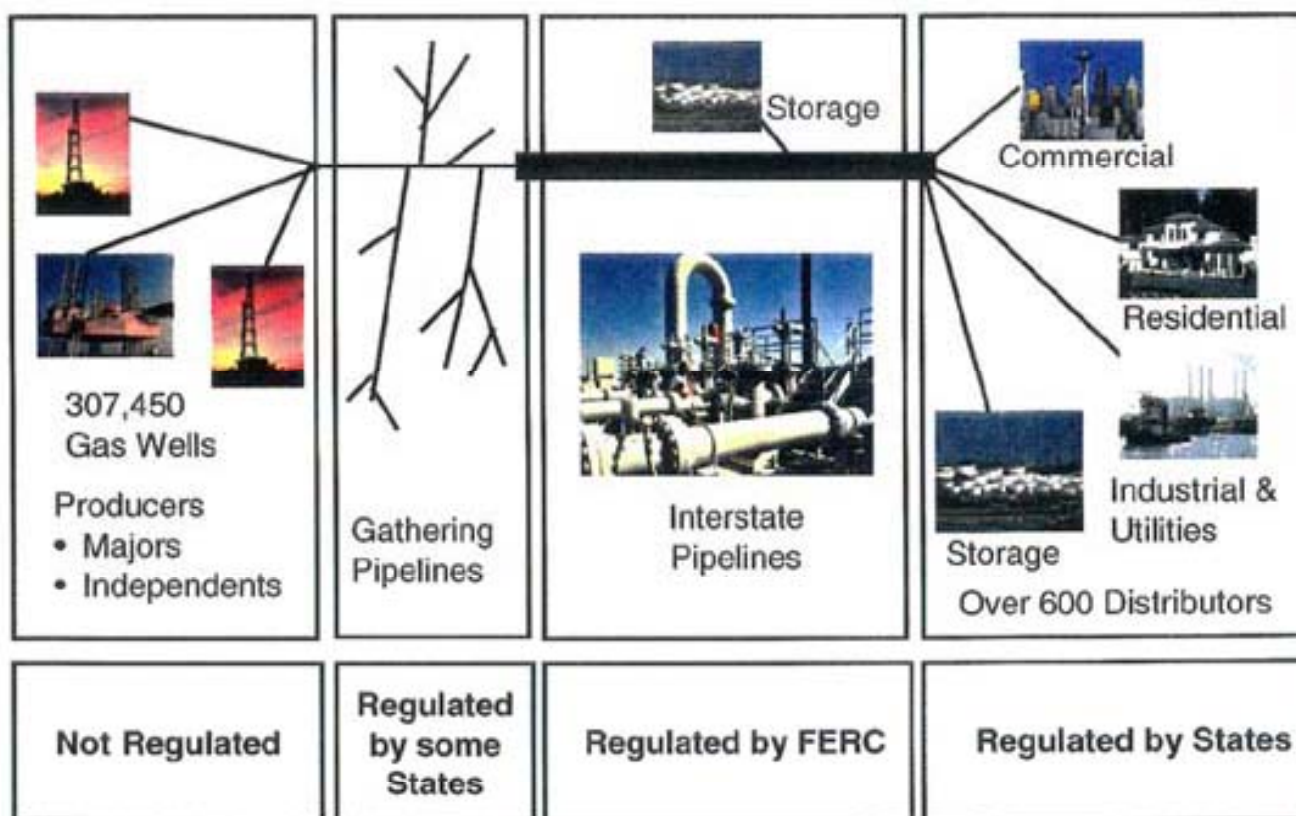 307,450
Gas Wells
Producers
• Majors
• Independents
Gathering
Pipelines
Storage
Interstate
Pipelines
Commercial
Residential
Industrial &
Utilities
Storage
Over 600 Distributors
Not Regulated
Regulated
by some
States
Regulated by FERC
Regulated by States